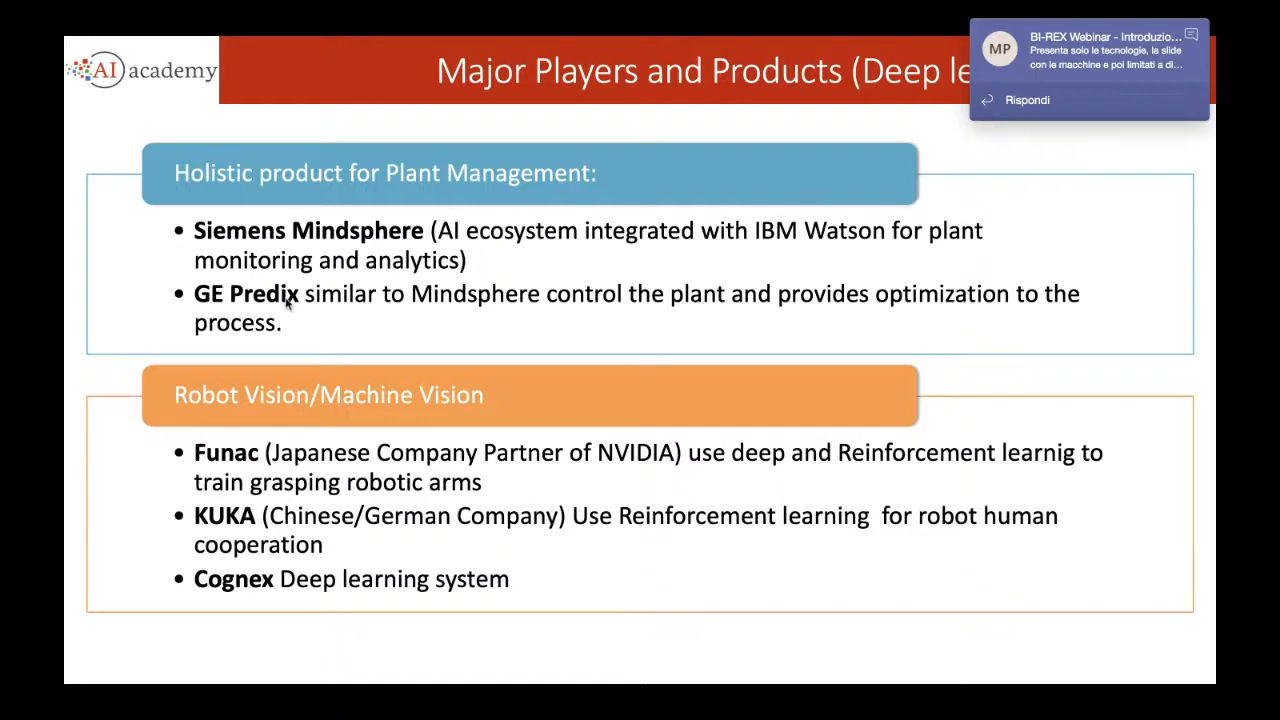 AI academy
Major Players and Products (Deep le
MP
BI-REX Webinar - Introduzio...
Presenta solo le tecnologie, la slide
con le macchine e poi limitati a di...
Rispondi
Holistic product for Plant Management:
• Siemens Mindsphere (AI ecosystem integrated with IBM Watson for plant
monitoring and analytics)
• GE Predix similar to Mindsphere control the plant and provides optimization to the
process.
Robot Vision/Machine Vision
• Funac (Japanese Company Partner of NVIDIA) use deep and Reinforcement learnig to
train grasping robotic arms
• KUKA (Chinese/German Company) Use Reinforcement learning for robot human
cooperation
• Cognex Deep learning system